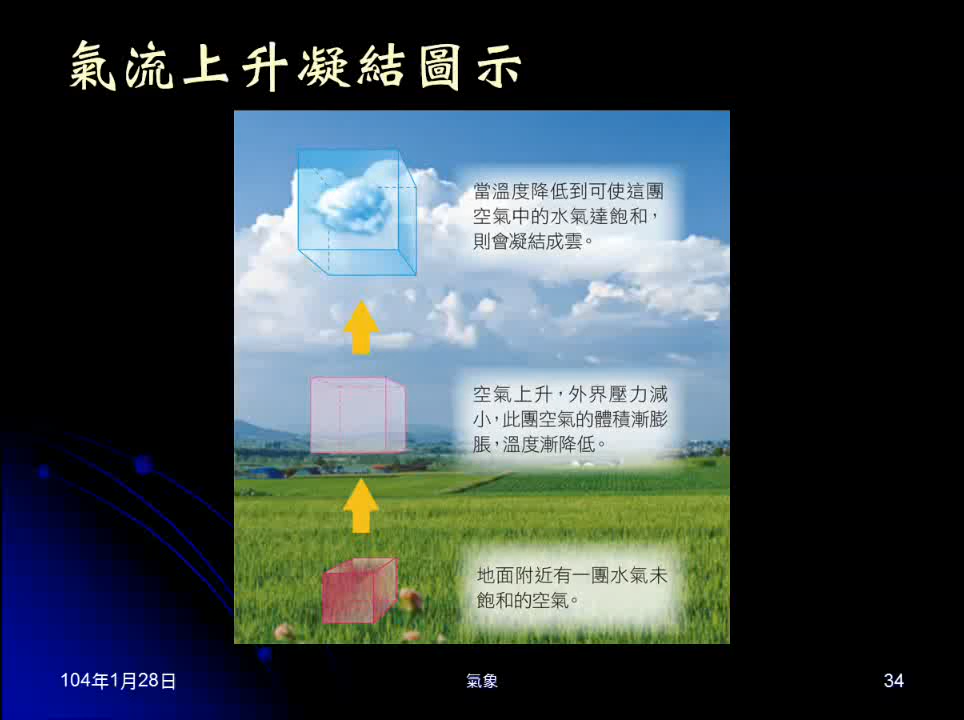 氣流上升凝結圖示
當溫度降低到可使這團
空氣中的水氣達飽和，
則會凝結成雲。
空氣上升，外界壓力減
小，此團空氣的體積漸膨
脹，溫度漸降低。
地面附近有一團水氣未
飽和的空氣。
104年1月28日
氣象
34